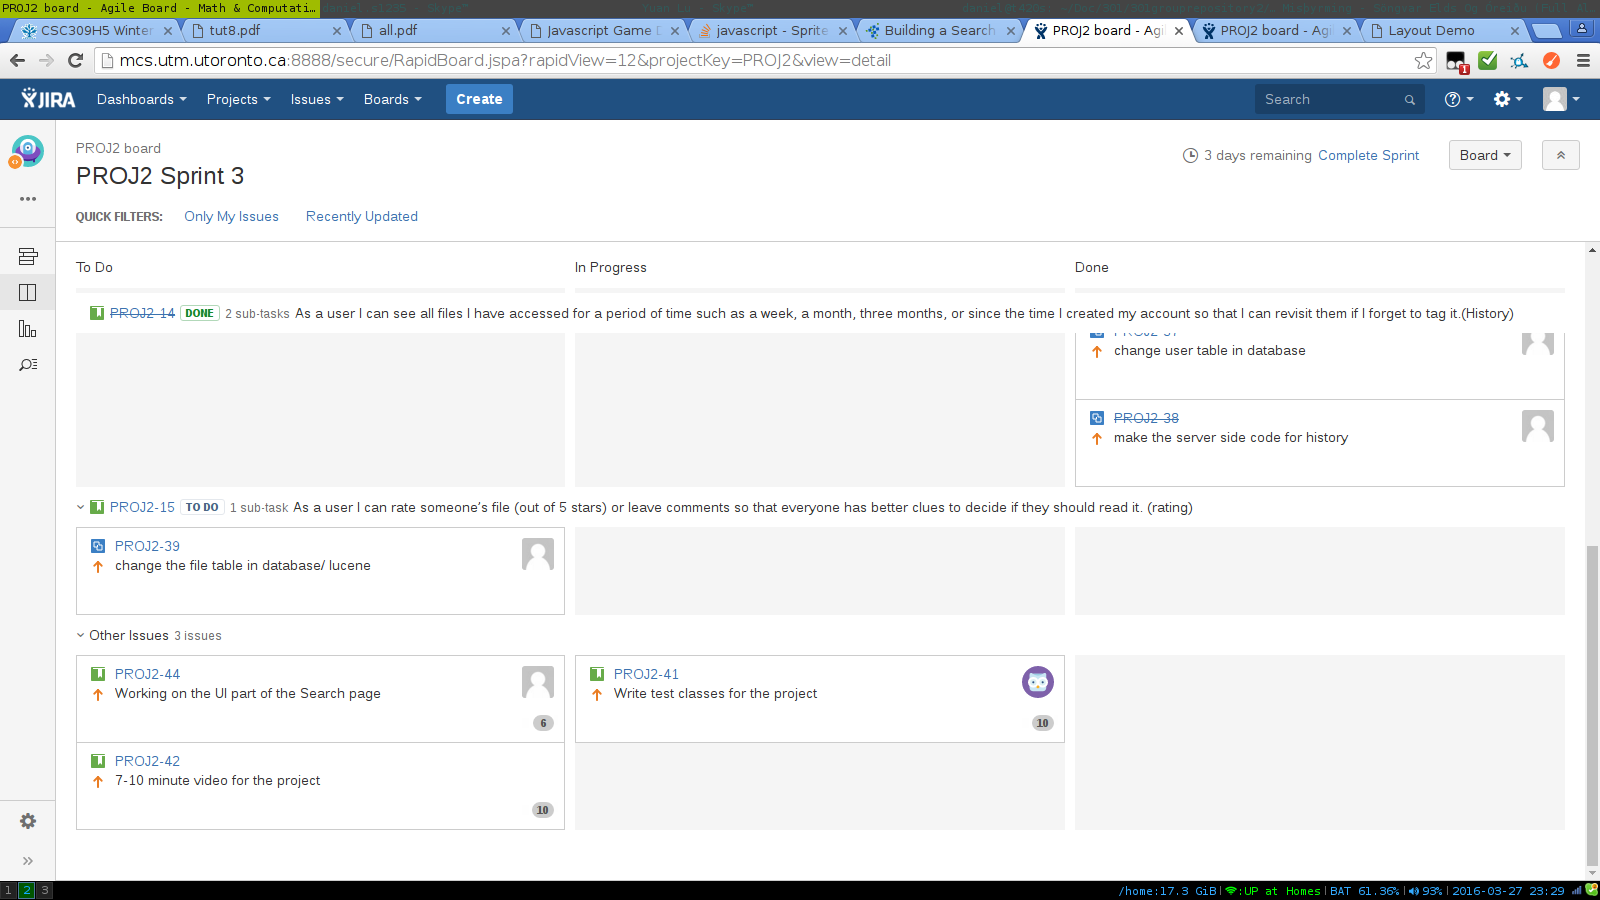 PROJ2 board - Agile Board - Math & Computati…
CSC309H5 Winter
tut8.pdf
all.pdf
Javascript Game D
javascript - Sprite
Building a Search
PROJ2 board - Agi
PROJ2 board - Agi
Layout Demo
mcs.utm.utoronto.ca:8888/secure/RapidBoard.jspa?rapidView=12&projectKey=PROJ2&view=detail
1
JIRA
Dashboards
Projects
Issues
Boards
Create
Search
PROJ2 board
PROJ2 Sprint 3
3 days remaining
Complete Sprint
Board
QUICK FILTERS:
Only My Issues
Recently Updated
To Do
In Progress
Done
PROJ2-14 DONE 2 sub-tasks As a user I can see all files I have accessed for a period of time such as a week, a month, three months, or since the time I created my account so that I can revisit them if I forget to tag it.(History)
change user table in database
PROJ2-38
make the server side code for history
PROJ2-15 TO DO 1 sub-task As a user I can rate someone's file (out of 5 stars) or leave comments so that everyone has better clues to decide if they should read it. (rating)
PROJ2-39
change the file table in database/ lucene
Other Issues 3 issues
PROJ2-44
Working on the UI part of the Search page
6
PROJ2-41
Write test classes for the project
10
PROJ2-42
7-10 minute video for the project
10
1 2 3
/home:17.3 GiB|:UP at Homes|BAT 61.36%|93%|2016-03-27 23:29